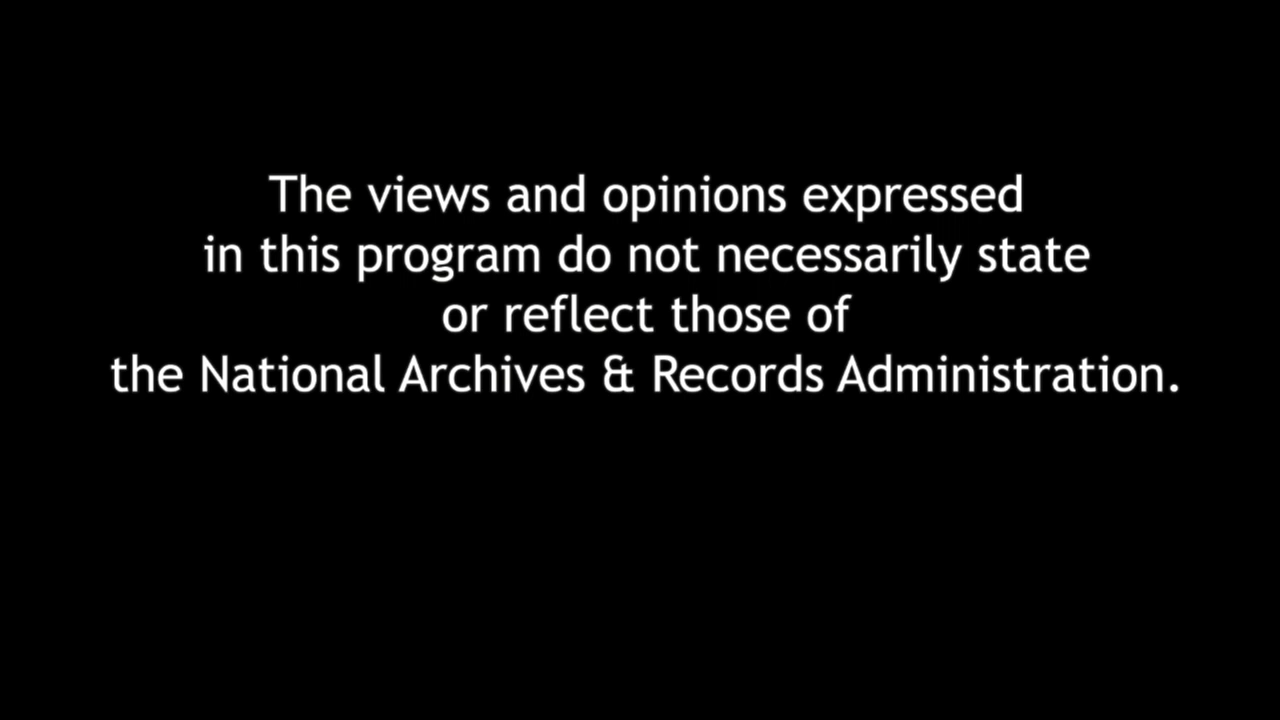 The views and opinions expressed
in this program do not necessarily state
or reflect those of
the National Archives & Records Administration.